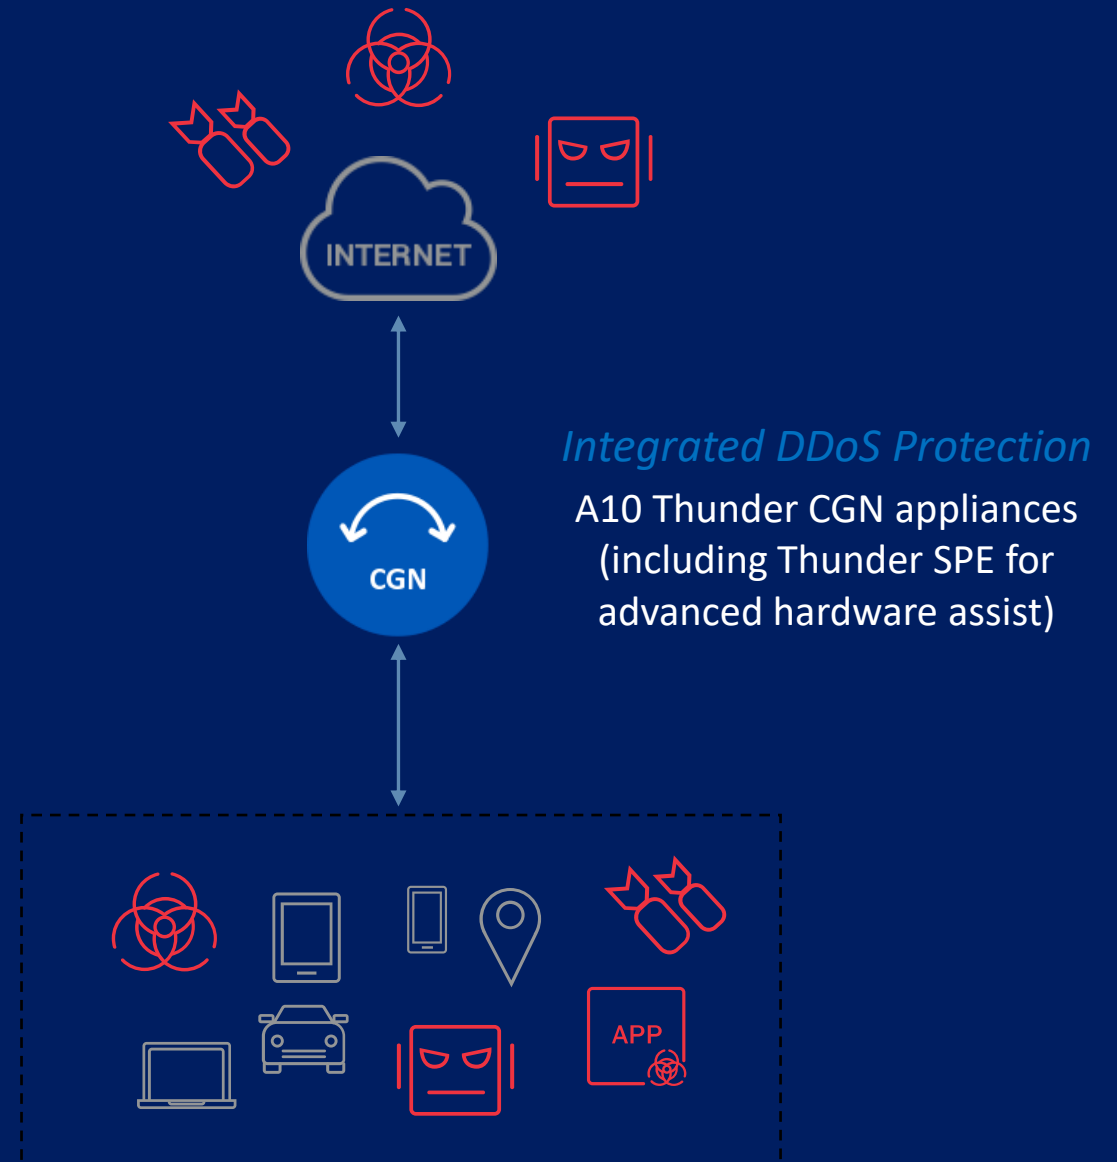 INTERNET
Integrated DDoS Protection
A10 Thunder CGN appliances
(including Thunder SPE for
advanced hardware assist)
CGN
APP